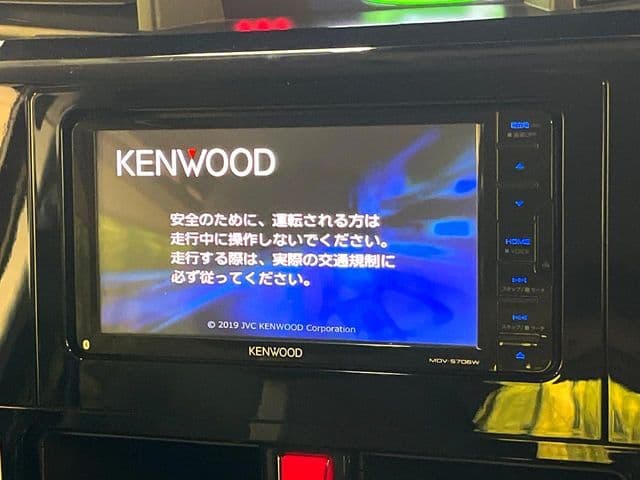 KENWOOD
安全のために、運転される方は
走行中に操作しないでください。
走行する際は、実際の交通規制に
必ず従ってください。
© 2019 JVC KENWOOD Corporation
KENWOOD
MDV-S706W
HOME
VOICE